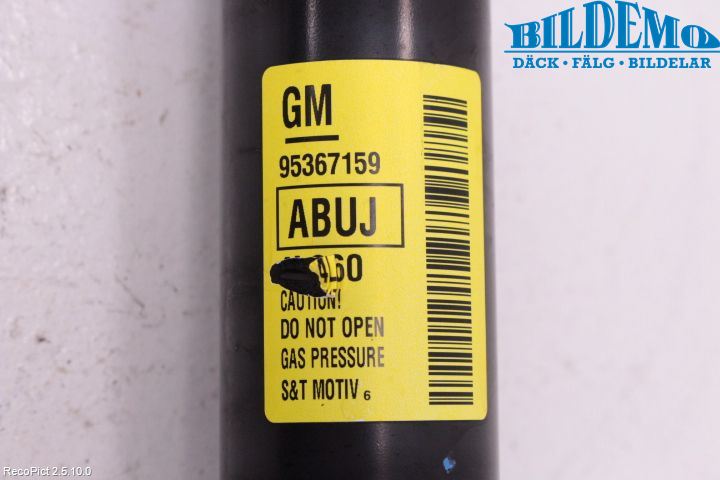 BILDEMO
DÄCK • FÄLG • BILDELAR
GM
95367159
ABUJ
CAUTION!
DO NOT OPEN
GAS PRESSURE
S&T MOTIV 6
RecoPict 2.5.10.0